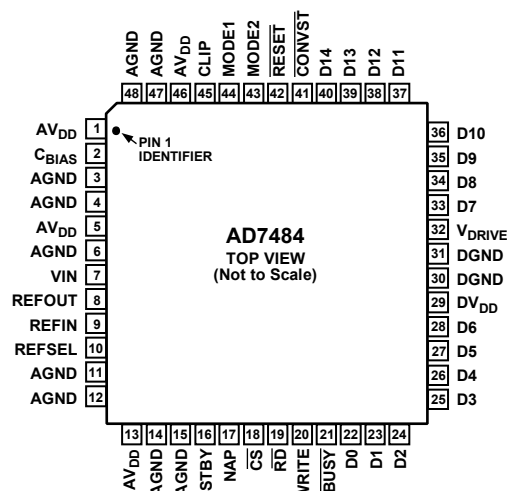 48 AGND
47 AGND
46 AVDD
45 CLIP
44 MODE1
43 MODE2
42 R̅E̅S̅E̅T̅
41 C̅O̅N̅V̅S̅T̅
40 D14
39 D13
38 D12
37 D11
AVDD 1
CBIAS 2
AGND 3
AGND 4
AVDD 5
AGND 6
VIN 7
REFOUT 8
REFIN 9
REFSEL 10
AGND 11
AGND 12
PIN 1
IDENTIFIER
AD7484
TOP VIEW
(Not to Scale)
36 D10
35 D9
34 D8
33 D7
32 VDRIVE
31 DGND
30 DGND
29 DVDD
28 D6
27 D5
26 D4
25 D3
13 AVDD
14 AGND
15 AGND
16 STBY
17 NAP
18 C̅S̅
19 R̅D̅
20 WRITE
21 B̅U̅S̅Y̅
22 D0
23 D1
24 D2